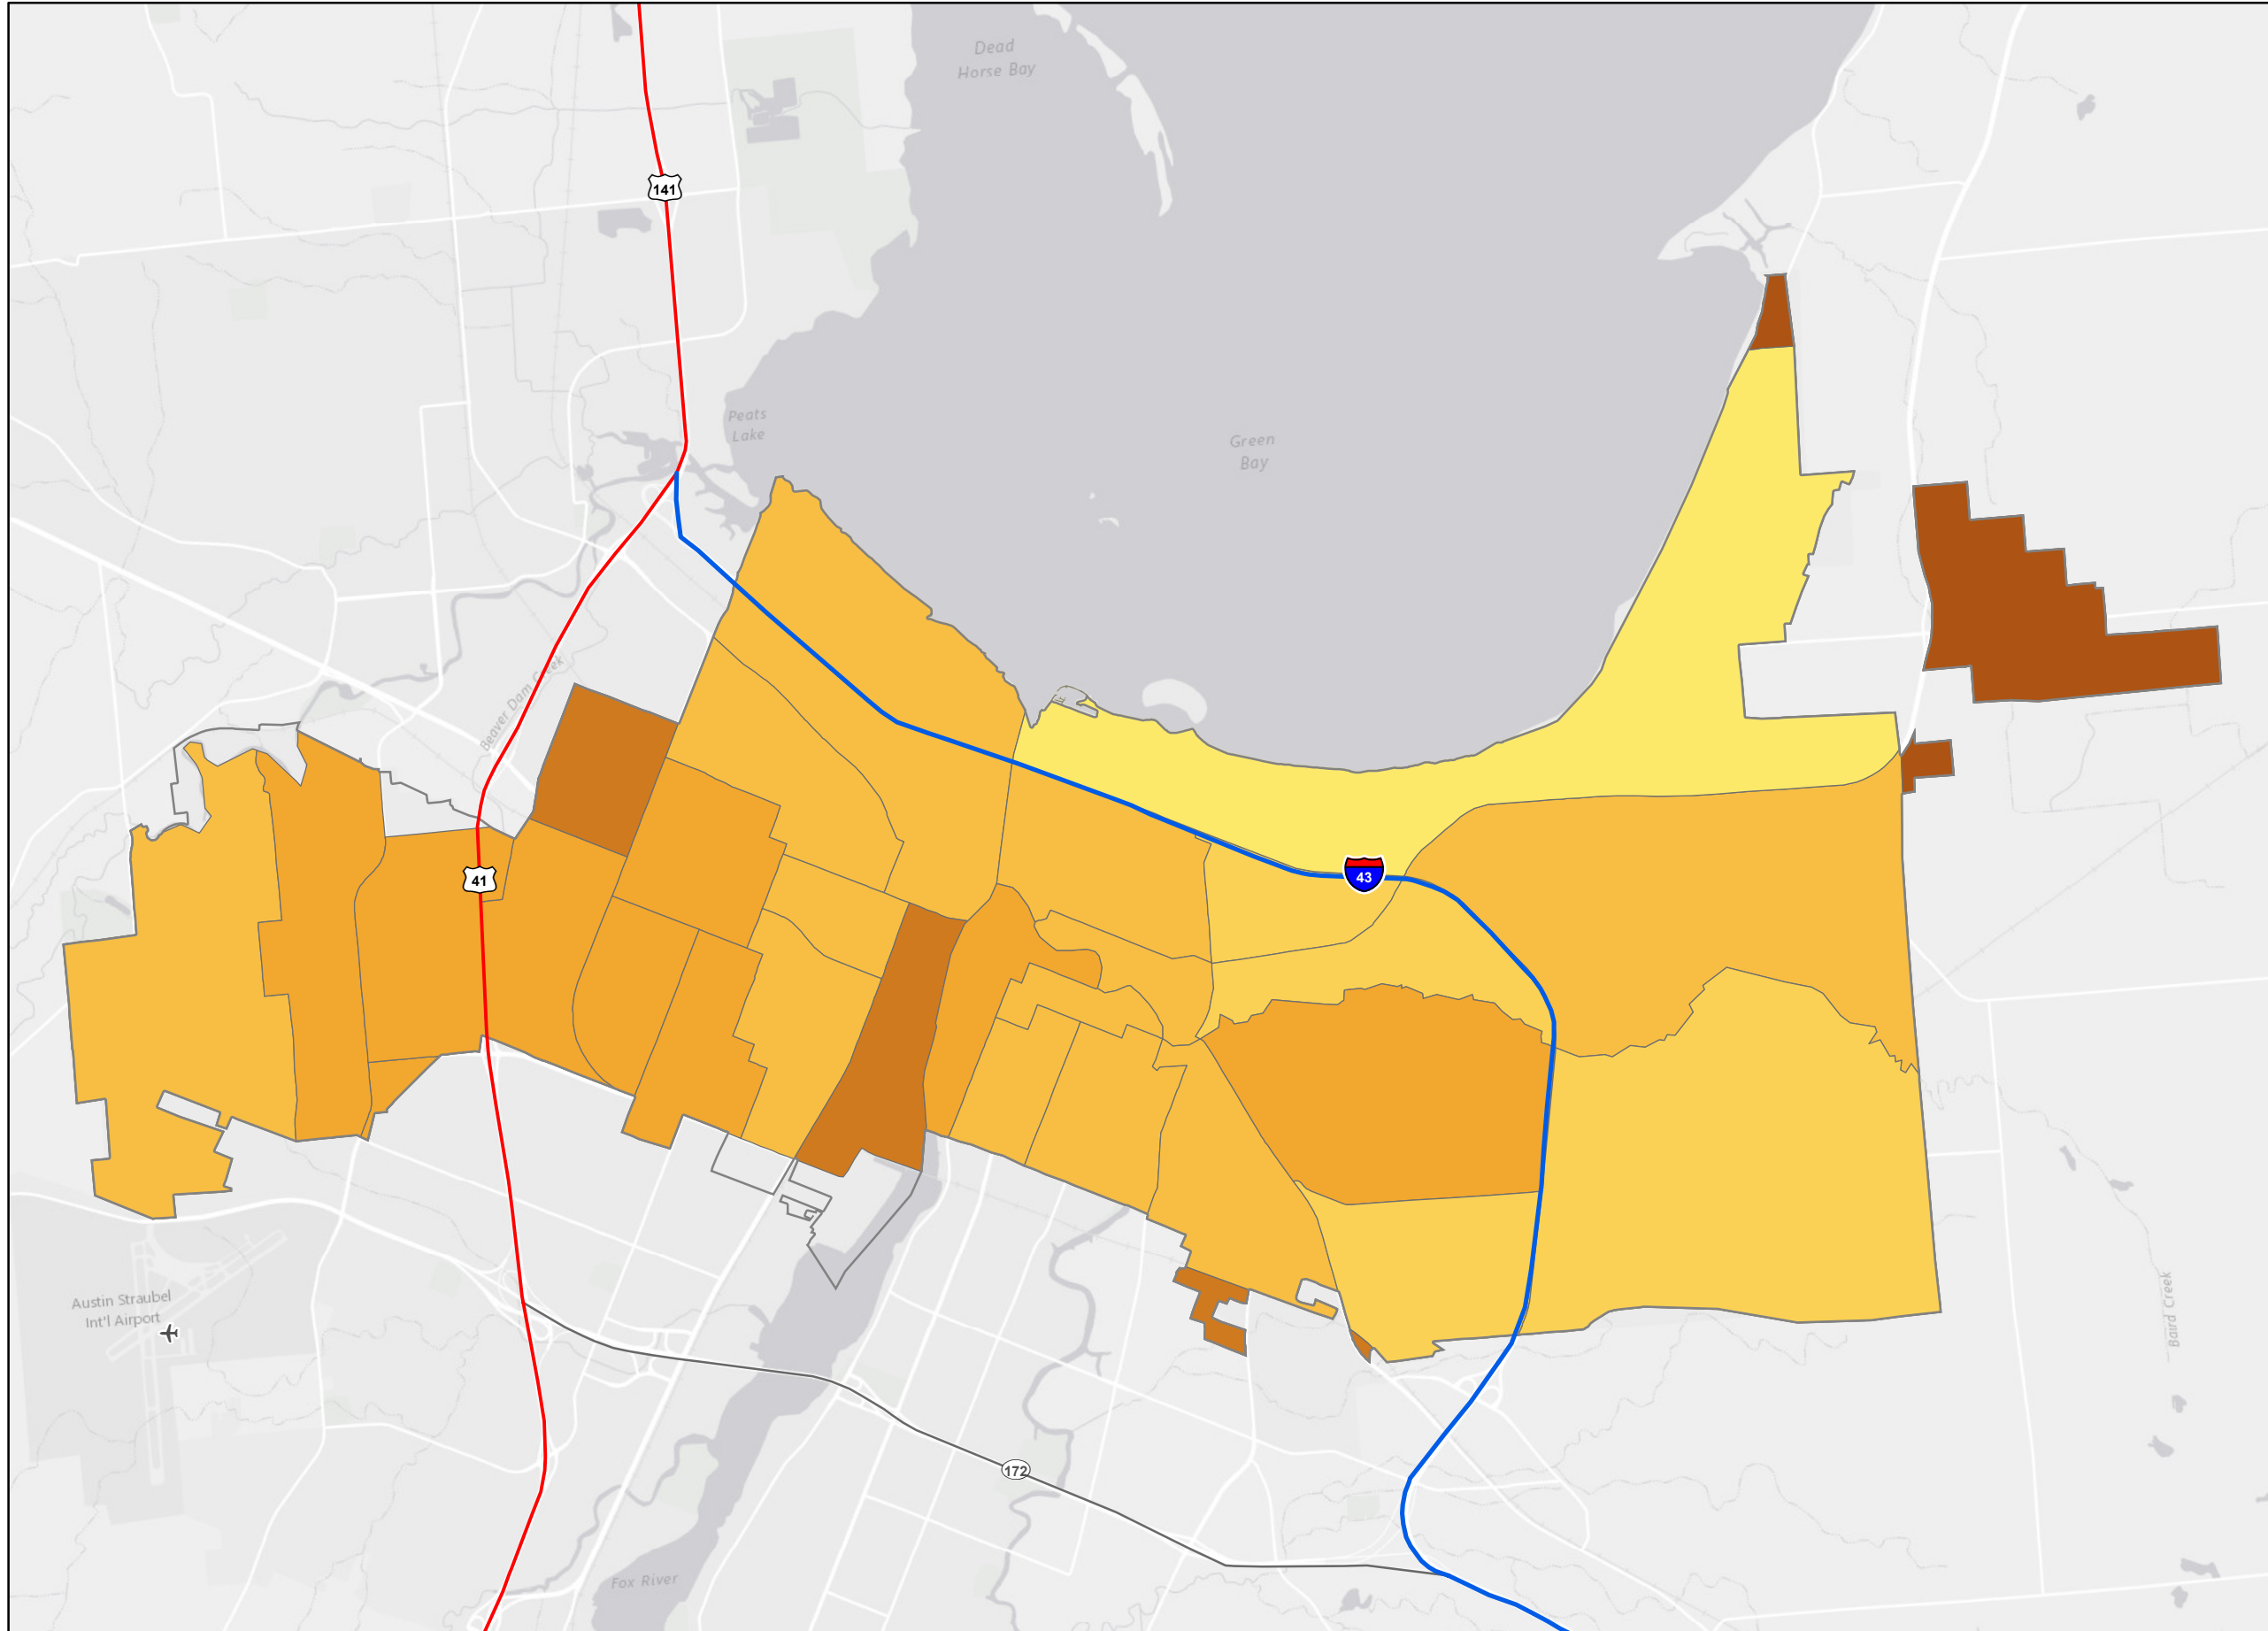 Dead
Horse Bay
141
Peats
Lake
Green
Bay
Beaver Dam Creek
41
43
Austin Straubel
Int'l Airport
Baird Creek
172
Fox River